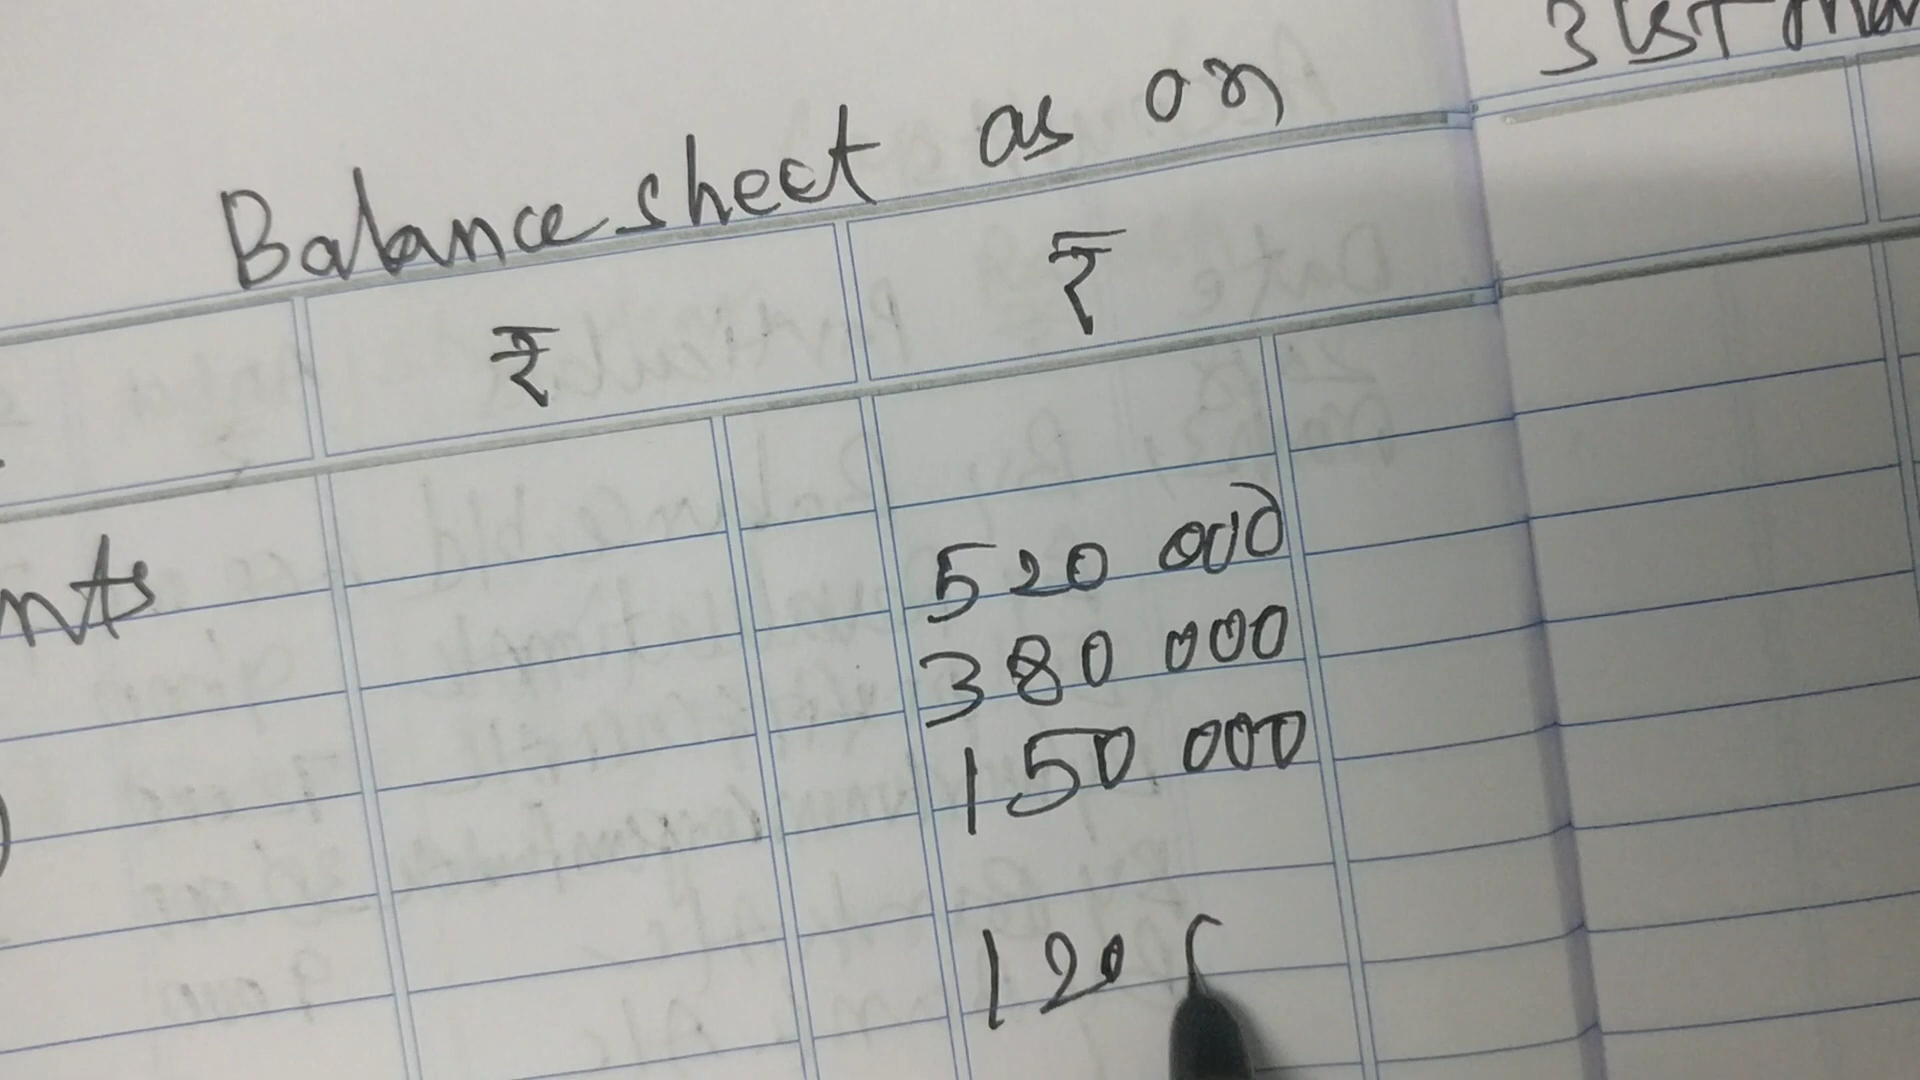 Balance sheet as on 31st
₹ ₹
nts
520 000
380 000
150 000
120